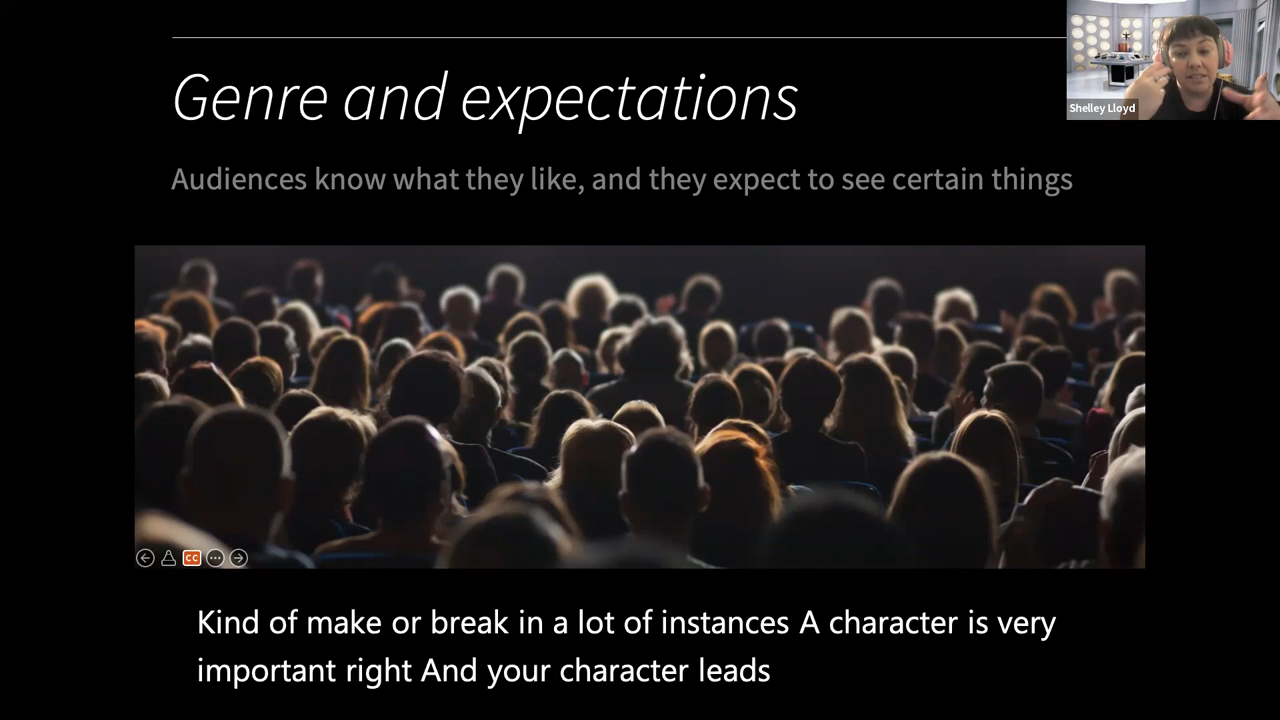 Genre and expectations
Shelley Lloyd
Audiences know what they like, and they expect to see certain things
CC
Kind of make or break in a lot of instances A character is very
important right And your character leads